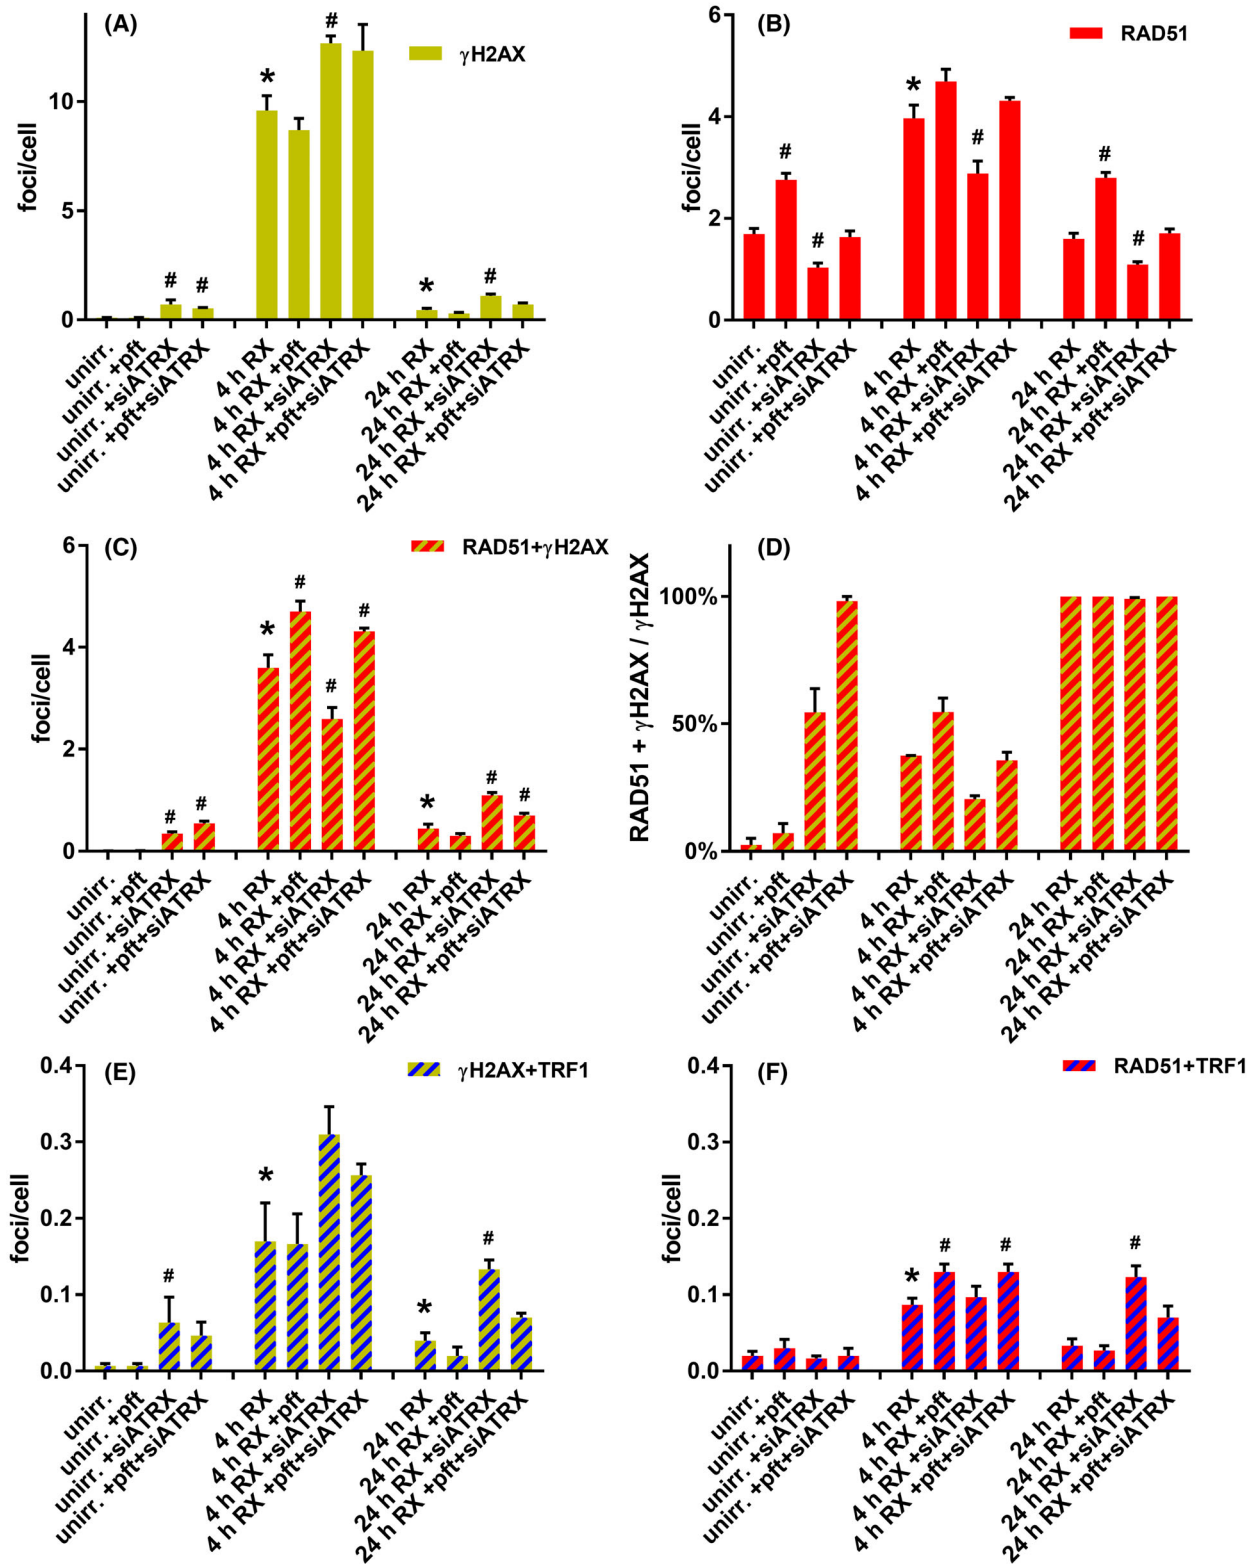 (A)
γH2AX
foci/cell
10
5
0
# # * # * #
unirr.
unirr. +pft
unirr. +siATRX
unirr. +pft+siATRX
4 h RX
4 h RX +pft
4 h RX +siATRX
4 h RX +pft+siATRX
24 h RX
24 h RX +pft
24 h RX +siATRX
24 h RX +pft+siATRX
(B)
RAD51
foci/cell
6
4
2
0
# # * # # #
unirr.
unirr. +pft
unirr. +siATRX
unirr. +pft+siATRX
4 h RX
4 h RX +pft
4 h RX +siATRX
4 h RX +pft+siATRX
24 h RX
24 h RX +pft
24 h RX +siATRX
24 h RX +pft+siATRX
(C)
RAD51+γH2AX
foci/cell
6
4
2
0
# # * # # # * # #
unirr.
unirr. +pft
unirr. +siATRX
unirr. +pft+siATRX
4 h RX
4 h RX +pft
4 h RX +siATRX
4 h RX +pft+siATRX
24 h RX
24 h RX +pft
24 h RX +siATRX
24 h RX +pft+siATRX
(D)
RAD51 + γH2AX / γH2AX
100%
50%
0%
unirr.
unirr. +pft
unirr. +siATRX
unirr. +pft+siATRX
4 h RX
4 h RX +pft
4 h RX +siATRX
4 h RX +pft+siATRX
24 h RX
24 h RX +pft
24 h RX +siATRX
24 h RX +pft+siATRX
(E)
γH2AX+TRF1
foci/cell
0.4
0.3
0.2
0.1
0.0
# * * #
unirr.
unirr. +pft
unirr. +siATRX
unirr. +pft+siATRX
4 h RX
4 h RX +pft
4 h RX +siATRX
4 h RX +pft+siATRX
24 h RX
24 h RX +pft
24 h RX +siATRX
24 h RX +pft+siATRX
(F)
RAD51+TRF1
foci/cell
0.4
0.3
0.2
0.1
0.0
* # # #
unirr.
unirr. +pft
unirr. +siATRX
unirr. +pft+siATRX
4 h RX
4 h RX +pft
4 h RX +siATRX
4 h RX +pft+siATRX
24 h RX
24 h RX +pft
24 h RX +siATRX
24 h RX +pft+siATRX